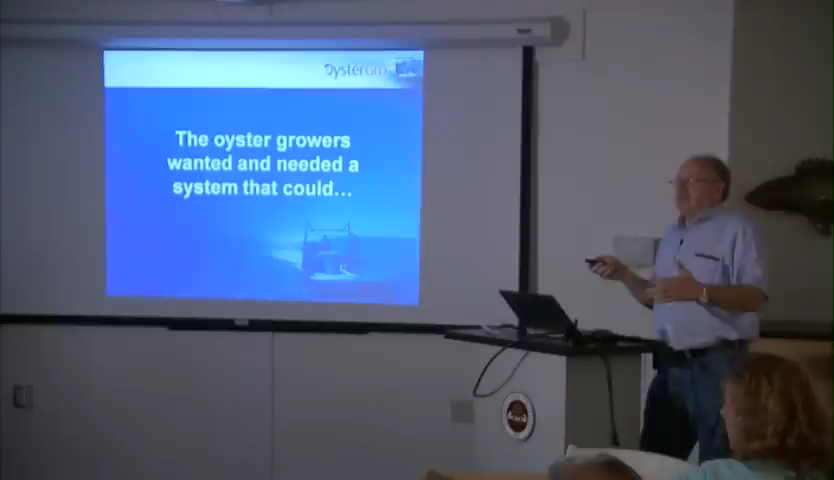 OysterGro
The oyster growers
wanted and needed a
system that could...